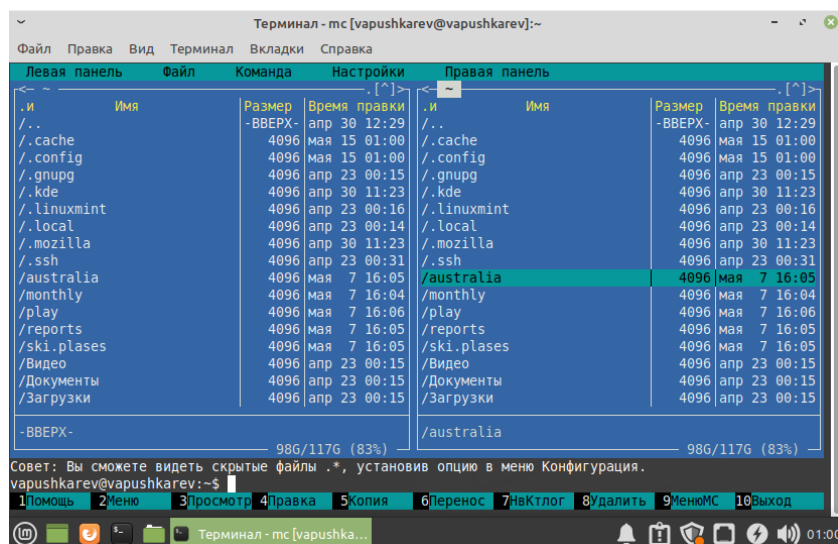 Терминал - mc [vapushkarev@vapushkarev]:~
Файл Правка Вид Терминал Вкладки Справка
Левая панель Файл Команда Настройки Правая панель
<— ~ .[^]> <— ~ .[^]>
.и Имя Размер Время правки .и Имя Размер Время правки
/.. -ВВЕРХ- апр 30 12:29 /.. -ВВЕРХ- апр 30 12:29
/.cache 4096 мая 15 01:00 /.cache 4096 мая 15 01:00
/.config 4096 мая 15 01:00 /.config 4096 мая 15 01:00
/.gnupg 4096 апр 23 00:15 /.gnupg 4096 апр 23 00:15
/.kde 4096 апр 30 11:23 /.kde 4096 апр 30 11:23
/.linuxmint 4096 апр 23 00:16 /.linuxmint 4096 апр 23 00:16
/.local 4096 апр 23 00:14 /.local 4096 апр 23 00:14
/.mozilla 4096 апр 30 11:23 /.mozilla 4096 апр 30 11:23
/.ssh 4096 апр 23 00:31 /.ssh 4096 апр 23 00:31
/australia 4096 мая 7 16:05 /australia 4096 мая 7 16:05
/monthly 4096 мая 7 16:04 /monthly 4096 мая 7 16:04
/play 4096 мая 7 16:06 /play 4096 мая 7 16:06
/reports 4096 мая 7 16:05 /reports 4096 мая 7 16:05
/ski.plases 4096 мая 7 16:05 /ski.plases 4096 мая 7 16:05
/Видео 4096 апр 23 00:15 /Видео 4096 апр 23 00:15
/Документы 4096 апр 23 00:15 /Документы 4096 апр 23 00:15
/Загрузки 4096 апр 23 00:15 /Загрузки 4096 апр 23 00:15
-ВВЕРХ- /australia
98G/117G (83%) 98G/117G (83%)
Совет: Вы сможете видеть скрытые файлы .*, установив опцию в меню Конфигурация.
vapushkarev@vapushkarev:~$
1Помощь 2Меню 3Просмотр 4Правка 5Копия 6Перенос 7НвКтлог 8Удалить 9МенюМС 10Выход
Терминал - mc [vapushka... 01:00